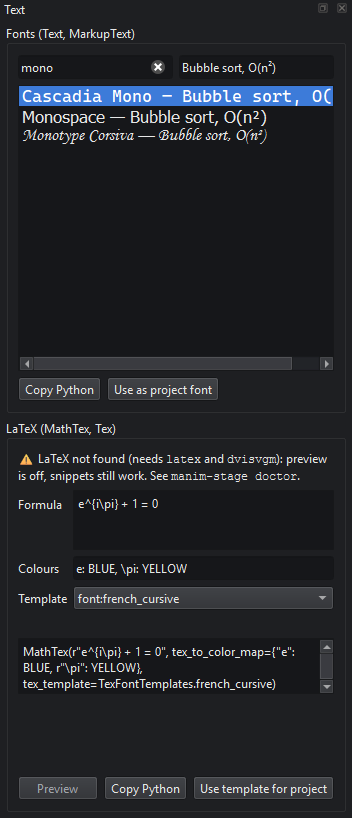 Text
Fonts (Text, MarkupText)
mono
Bubble sort, O(n²)
Cascadia Mono — Bubble sort, O(
Monospace — Bubble sort, O(n²)
Monotype Corsiva — Bubble sort, O(n²)
Copy Python
Use as project font
LaTeX (MathTex, Tex)
LaTeX not found (needs latex and dvisvgm): preview
is off, snippets still work. See manim-stage doctor.
Formula
e^{i\pi} + 1 = 0
Colours
e: BLUE, \pi: YELLOW
Template
font:french_cursive
MathTex(r"e^{i\pi} + 1 = 0", tex_to_color_map={"e":
BLUE, r"\pi": YELLOW},
tex_template=TexFontTemplates.french_cursive)
Preview
Copy Python
Use template for project